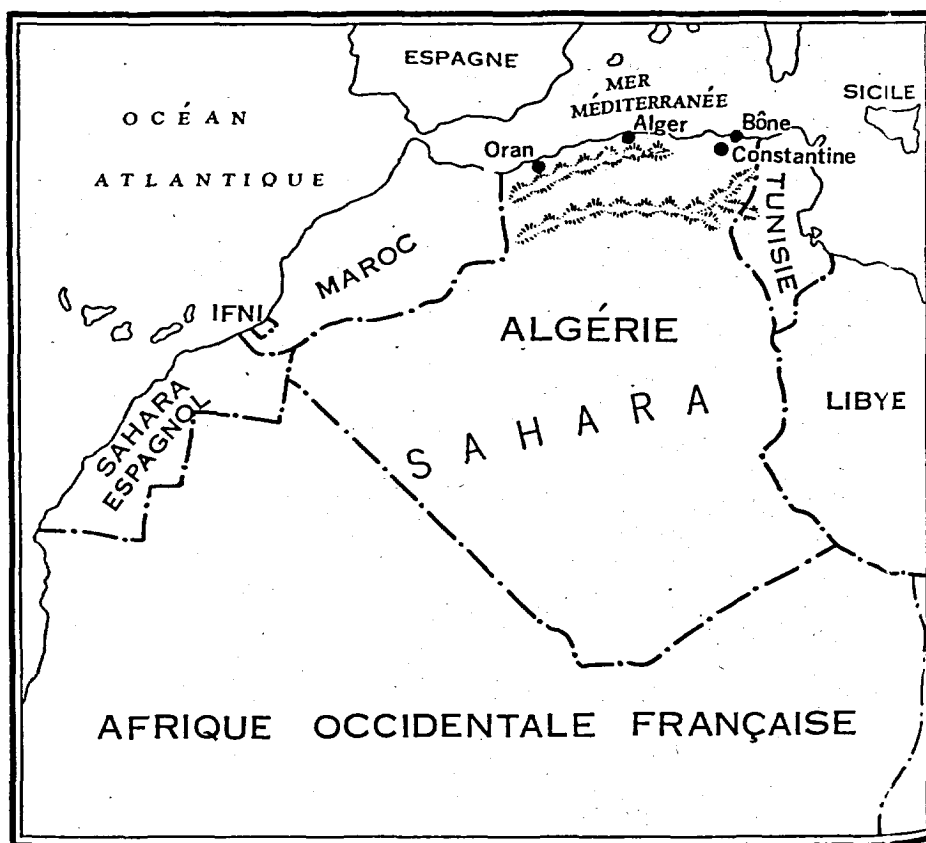 ESPAGNE
MER
MÉDITERRANÉE
SICILE
OCÉAN
ATLANTIQUE
Alger
Bône
Oran
Constantine
TUNISIE
MAROC
IFNI
ALGÉRIE
SAHARA
LIBYE
SAHARA
ESPAGNOL
AFRIQUE OCCIDENTALE FRANÇAISE